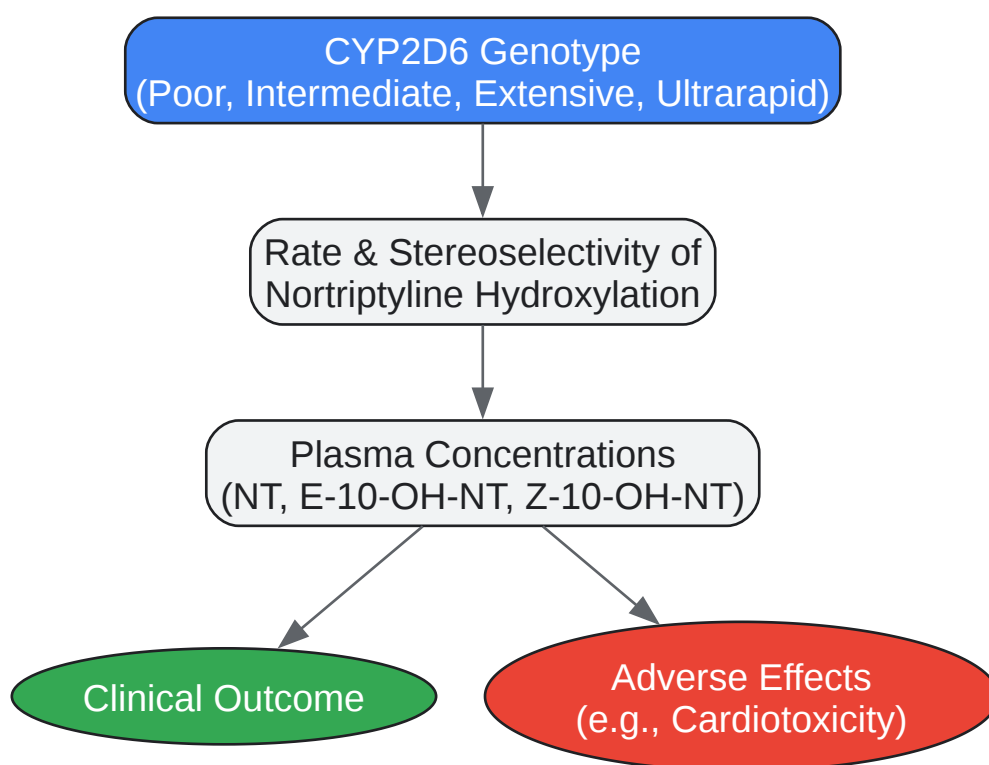 CYP2D6 Genotype
(Poor, Intermediate, Extensive, Ultrarapid)
Rate & Stereoselectivity of
Nortriptyline Hydroxylation
Plasma Concentrations
(NT, E-10-OH-NT, Z-10-OH-NT)
Clinical Outcome
Adverse Effects
(e.g., Cardiotoxicity)